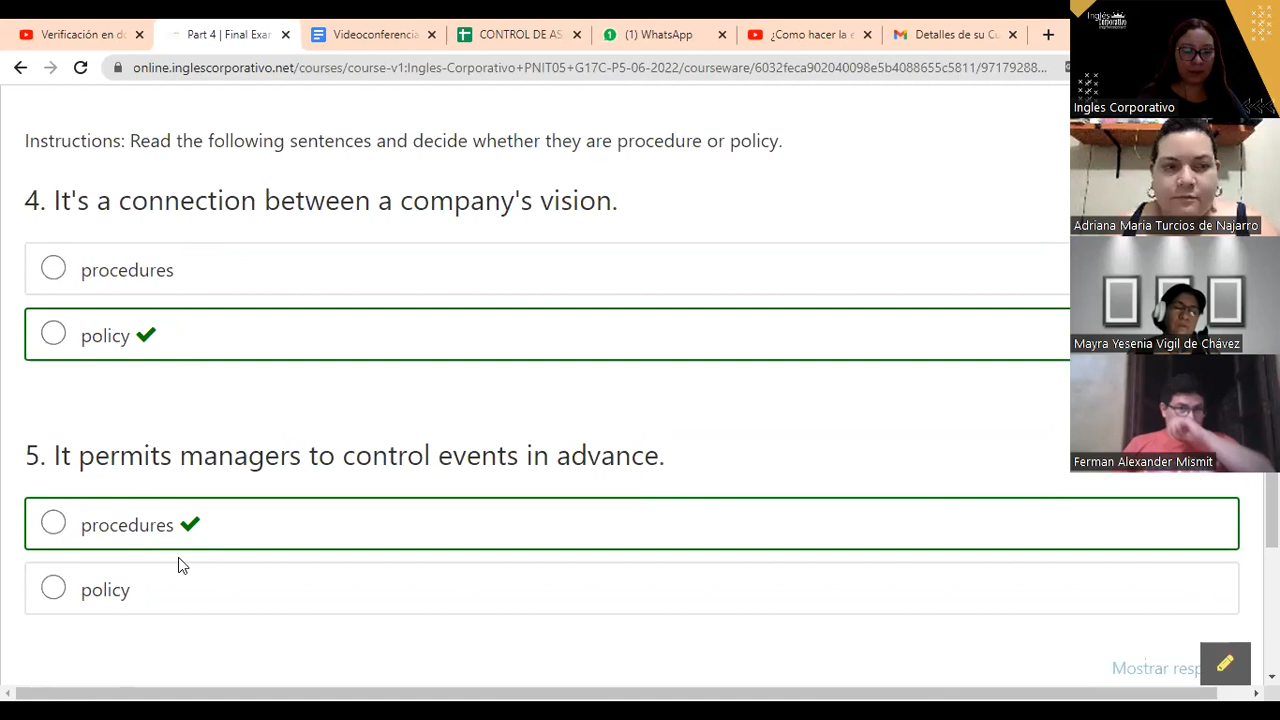 Verificación en d
Part 4 | Final Exar
Videoconferenci
CONTROL DE AS
(1) WhatsApp
¿Como hacer la e
Detalles de su Cu
online.inglescorporativo.net/courses/course-v1:Ingles-Corporativo+PNIT05+G17C-P5-06-2022/courseware/6032feca902040098e5b4088655c5811/97179288...
Instructions: Read the following sentences and decide whether they are procedure or policy.
4. It's a connection between a company's vision.
procedures
policy
5. It permits managers to control events in advance.
procedures
policy
Mostrar resp
Inglés
Corporativo
Ingles Corporativo
Adriana Maria Turcios de Najarro
Mayra Yesenia Vigil de Chávez
Ferman Alexander Mismit